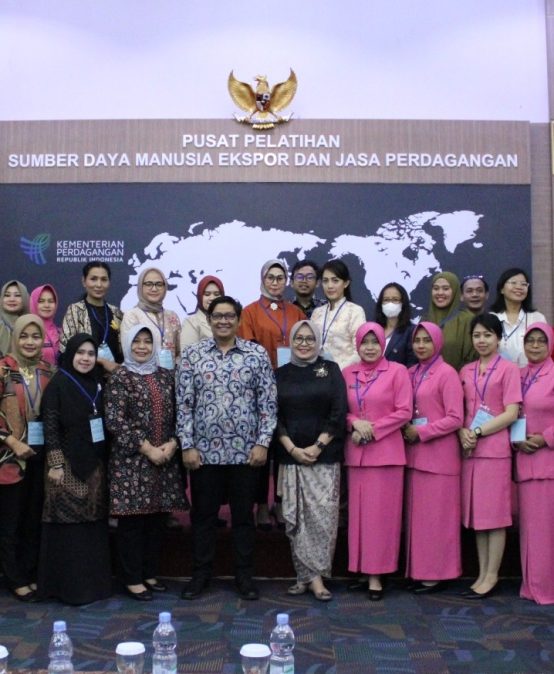 PUSAT PELATIHAN
SUMBER DAYA MANUSIA EKSPOR DAN JASA PERDAGANGAN
KEMENTERIAN
PERDAGANGAN
REPUBLIK INDONESIA